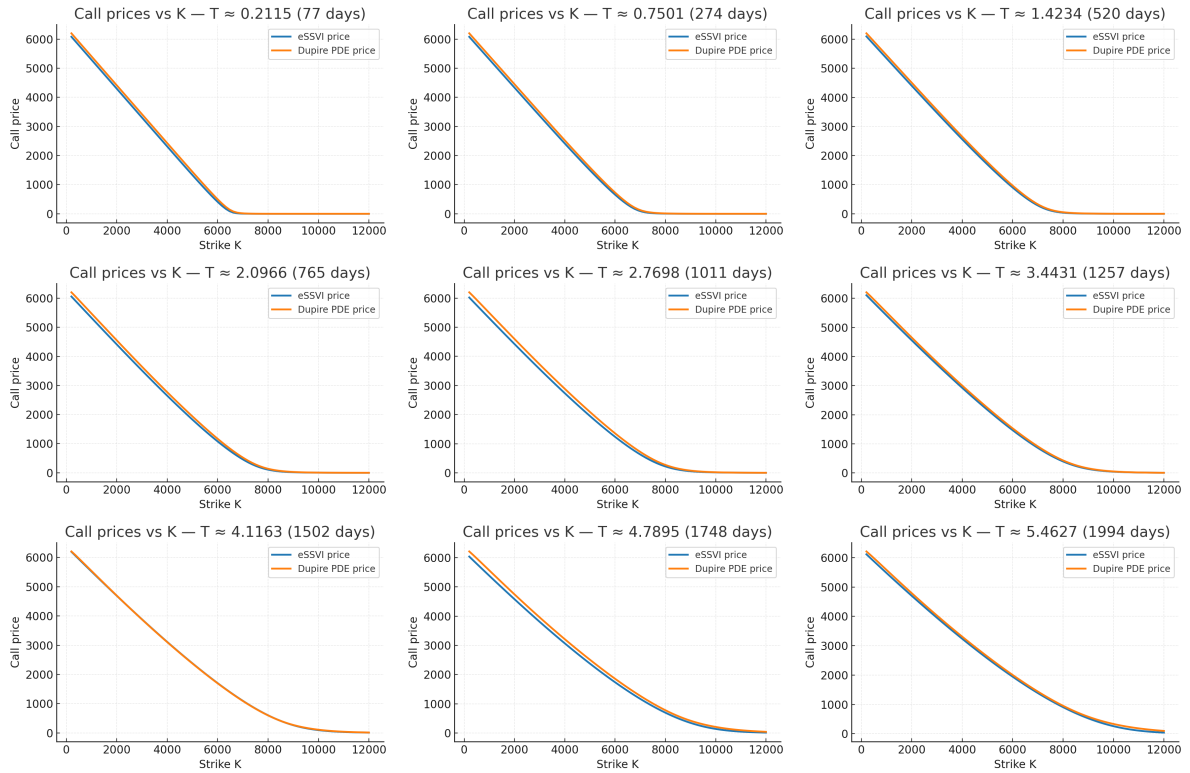 Call prices vs K — T ≈ 0.2115 (77 days)
6000
5000
4000
3000
2000
1000
0
Call price
eSSVI price
Dupire PDE price
0 2000 4000 6000 8000 10000 12000
Strike K
Call prices vs K — T ≈ 0.7501 (274 days)
6000
5000
4000
3000
2000
1000
0
Call price
eSSVI price
Dupire PDE price
0 2000 4000 6000 8000 10000 12000
Strike K
Call prices vs K — T ≈ 1.4234 (520 days)
6000
5000
4000
3000
2000
1000
0
Call price
eSSVI price
Dupire PDE price
0 2000 4000 6000 8000 10000 12000
Strike K
Call prices vs K — T ≈ 2.0966 (765 days)
6000
5000
4000
3000
2000
1000
0
Call price
eSSVI price
Dupire PDE price
0 2000 4000 6000 8000 10000 12000
Strike K
Call prices vs K — T ≈ 2.7698 (1011 days)
6000
5000
4000
3000
2000
1000
0
Call price
eSSVI price
Dupire PDE price
0 2000 4000 6000 8000 10000 12000
Strike K
Call prices vs K — T ≈ 3.4431 (1257 days)
6000
5000
4000
3000
2000
1000
0
Call price
eSSVI price
Dupire PDE price
0 2000 4000 6000 8000 10000 12000
Strike K
Call prices vs K — T ≈ 4.1163 (1502 days)
6000
5000
4000
3000
2000
1000
0
Call price
eSSVI price
Dupire PDE price
0 2000 4000 6000 8000 10000 12000
Strike K
Call prices vs K — T ≈ 4.7895 (1748 days)
6000
5000
4000
3000
2000
1000
0
Call price
eSSVI price
Dupire PDE price
0 2000 4000 6000 8000 10000 12000
Strike K
Call prices vs K — T ≈ 5.4627 (1994 days)
6000
5000
4000
3000
2000
1000
0
Call price
eSSVI price
Dupire PDE price
0 2000 4000 6000 8000 10000 12000
Strike K